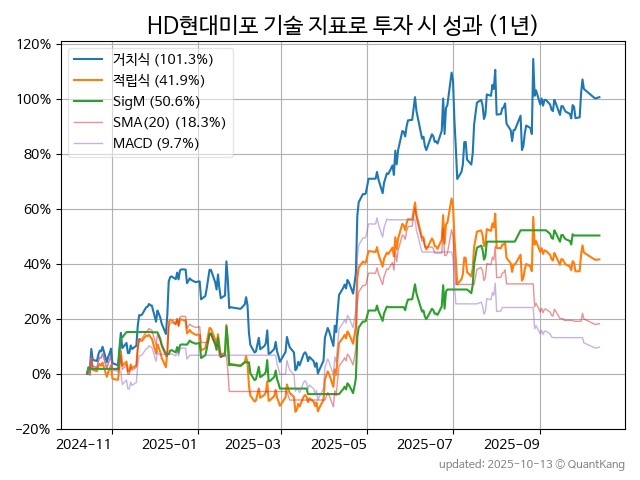 HD현대미포 기술 지표로 투자 시 성과 (1년)
120%
100%
80%
60%
40%
20%
0%
−20%
거치식 (101.3%)
적립식 (41.9%)
SigM (50.6%)
SMA(20) (18.3%)
MACD (9.7%)
2024-11
2025-01
2025-03
2025-05
2025-07
2025-09
updated: 2025-10-13 ⓒ QuantKang